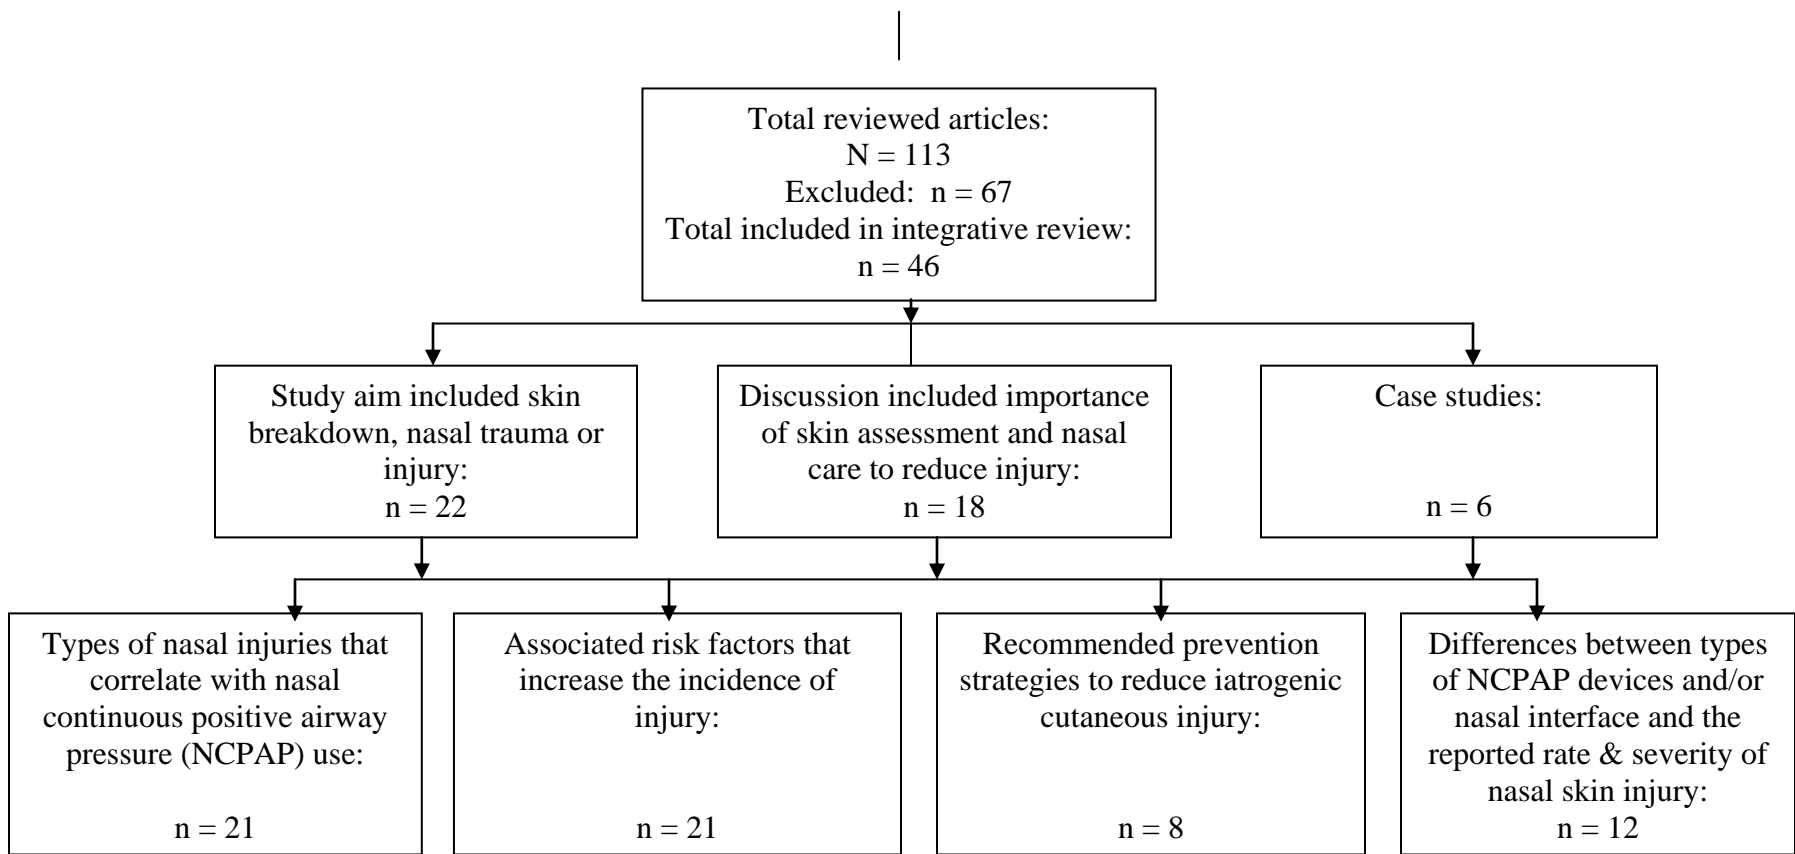 Total reviewed articles:
N = 113
Excluded:  n = 67
Total included in integrative review:
n = 46
Study aim included skin
breakdown, nasal trauma or
injury:
n = 22
Discussion included importance
of skin assessment and nasal
care to reduce injury:
n = 18
Case studies:
n = 6
Types of nasal injuries that
correlate with nasal
continuous positive airway
pressure (NCPAP) use:
n = 21
Associated risk factors that
increase the incidence of
injury:
n = 21
Recommended prevention
strategies to reduce iatrogenic
cutaneous injury:
n = 8
Differences between types
of NCPAP devices and/or
nasal interface and the
reported rate & severity of
nasal skin injury:
n = 12